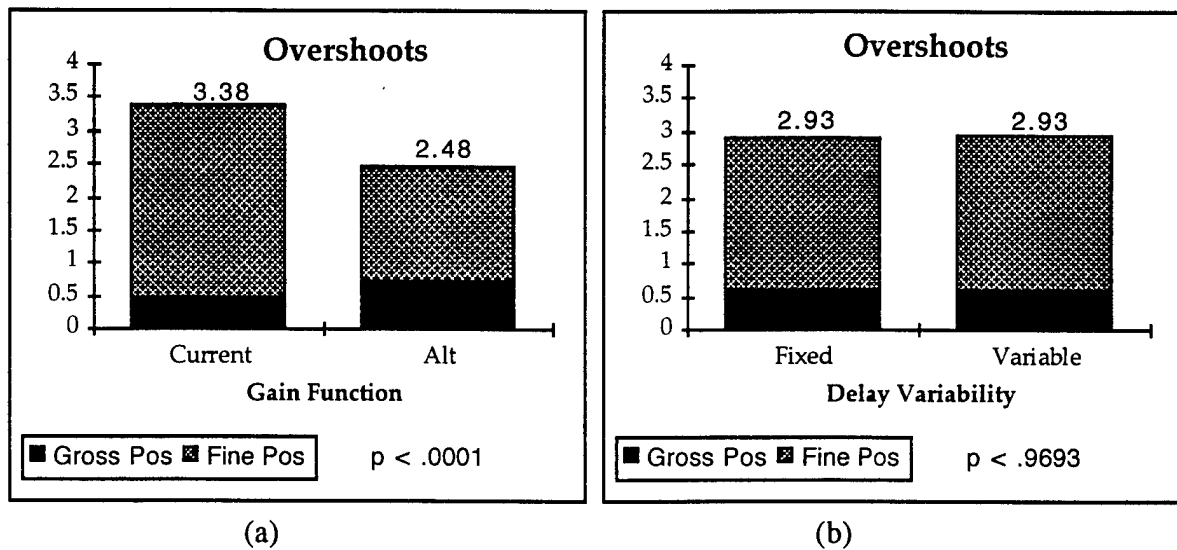 Overshoots
4
3.5
3
2.5
2
1.5
1
0.5
0
3.38
2.48
Current Alt
Gain Function
Gross Pos Fine Pos p < .0001
(a)
Overshoots
4
3.5
3
2.5
2
1.5
1
0.5
0
2.93 2.93
Fixed Variable
Delay Variability
Gross Pos Fine Pos p < .9693
(b)